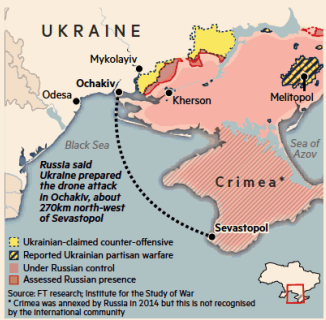 UKRAINE
Mykolayiv
Ochakiv
Odesa
Kherson
Melitopol
Black Sea
Sea of
Azov
Russia said
Ukraine prepared
the drone attack
in Ochakiv, about
270km north-west
of Sevastopol
Crimea*
Sevastopol
Ukrainian-claimed counter-offensive
Reported Ukrainian partisan warfare
Under Russian control
Assessed Russian presence
Source: FT research; Institute for the Study of War
* Crimea was annexed by Russia in 2014 but this is not recognised
by the international community